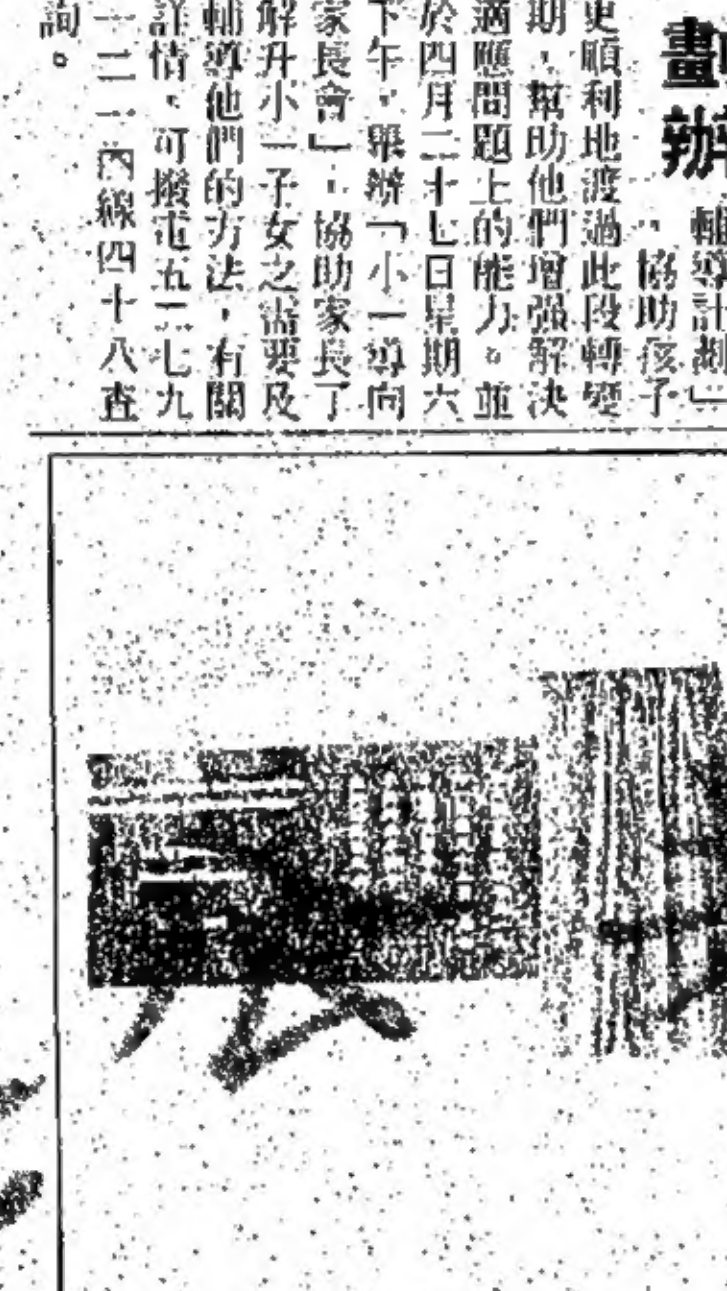 畫辦
輔導計劃」
，協助孩子
更順利地渡過此段轉變
期，幫助他們增強解決
適應問題上的能力。並
於四月二十七日星期六
下午，舉辦「小一導向
家長會」，協助家長了
解升小一子女之需要及
輔導他們的方法，有關
詳情，可撥電五二七九
一二一內線四十八查
詢。